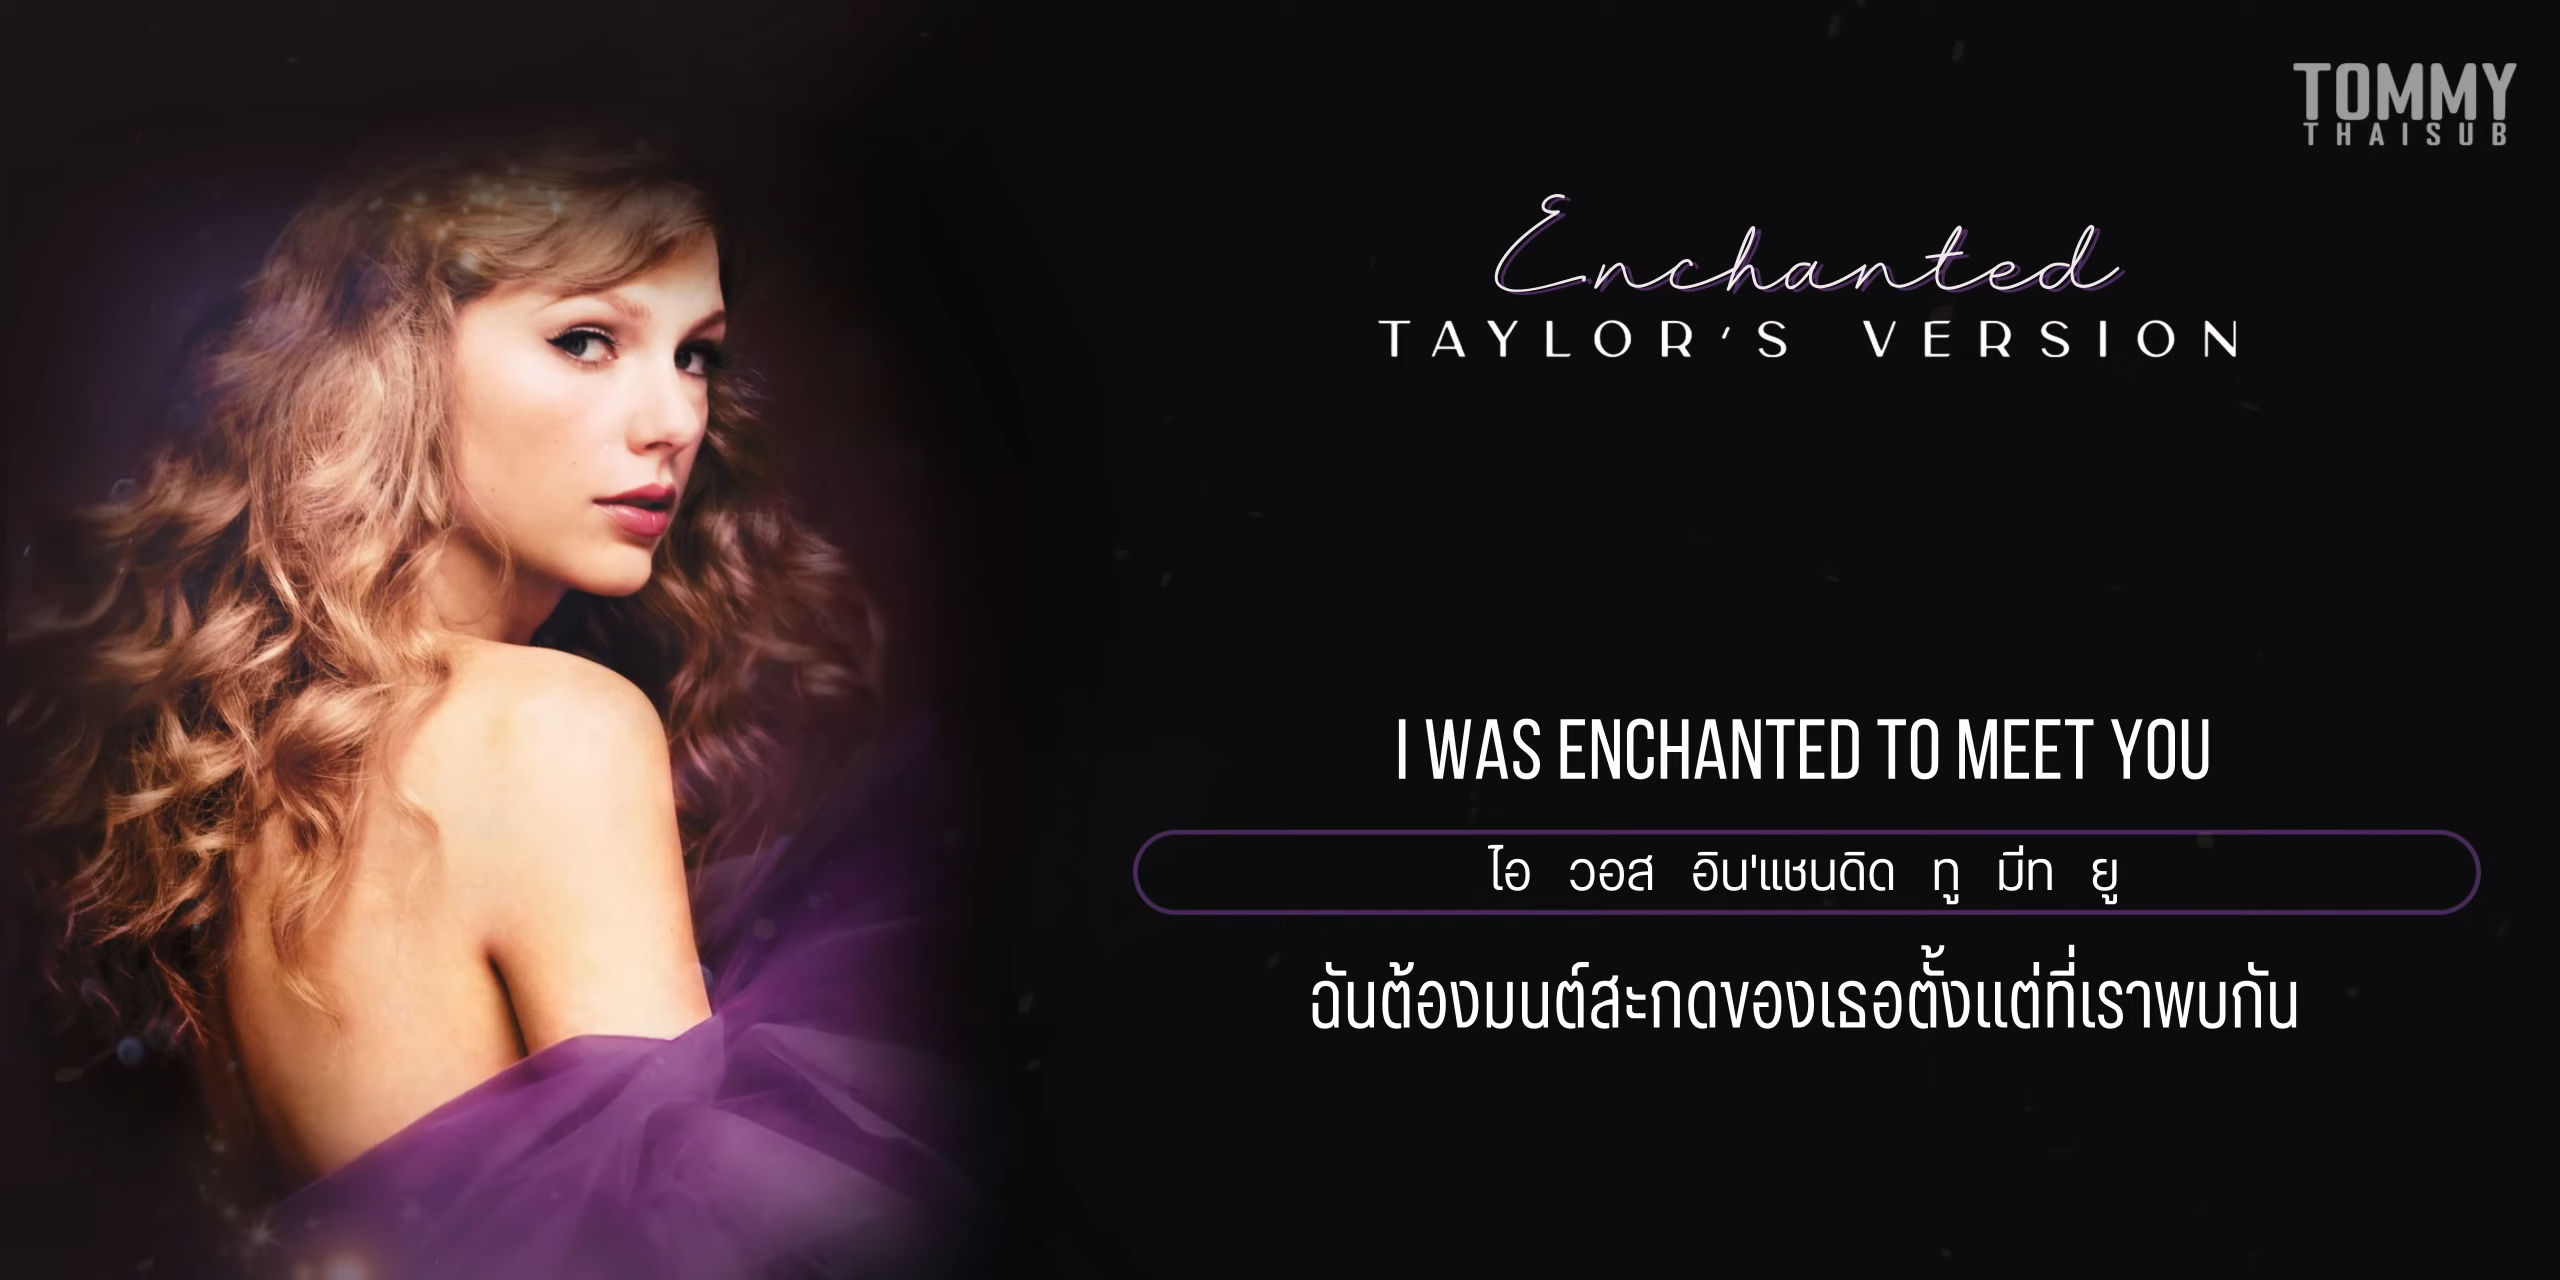 TOMMY
THAISUB
Enchanted
TAYLOR'S VERSION
I WAS ENCHANTED TO MEET YOU
ไอ วอส อิน'แชนดิด ทู มีท ยู
ฉันต้องมนต์สะกดของเธอตั้งแต่ที่เราพบกัน